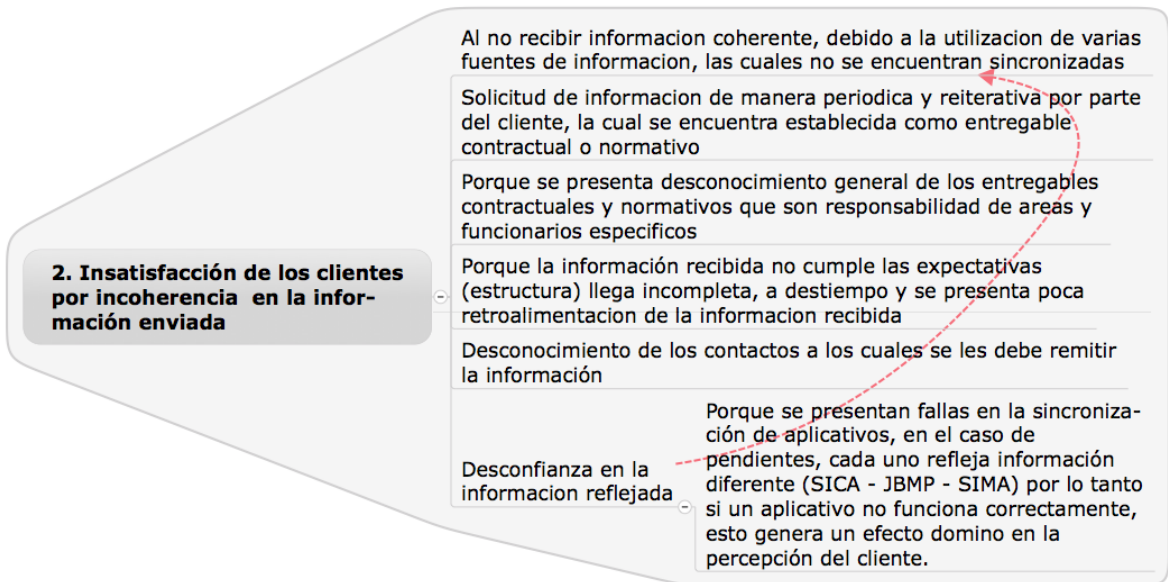 Al no recibir informacion coherente, debido a la utilizacion de varias
fuentes de informacion, las cuales no se encuentran sincronizadas
Solicitud de informacion de manera periodica y reiterativa por parte
del cliente, la cual se encuentra establecida como entregable
contractual o normativo
Porque se presenta desconocimiento general de los entregables
contractuales y normativos que son responsabilidad de areas y
funcionarios especificos
2. Insatisfacción de los clientes
por incoherencia  en la infor-
mación enviada
Porque la información recibida no cumple las expectativas
(estructura) llega incompleta, a destiempo y se presenta poca
retroalimentacion de la informacion recibida
Desconocimiento de los contactos a los cuales se les debe remitir
la información
Desconfianza en la
informacion reflejada
Porque se presentan fallas en la sincroniza-
ción de aplicativos, en el caso de
pendientes, cada uno refleja información
diferente (SICA - JBMP - SIMA) por lo tanto
si un aplicativo no funciona correctamente,
esto genera un efecto domino en la
percepción del cliente.